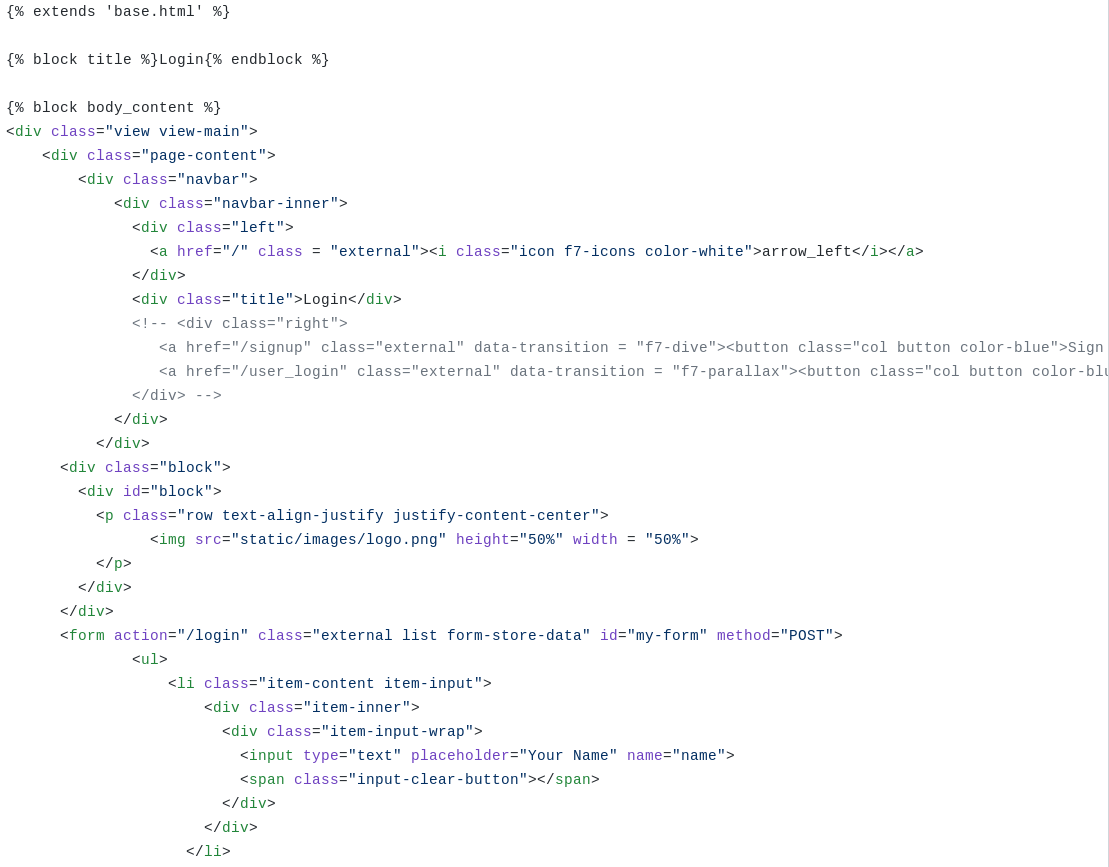 {% extends 'base.html' %}

{% block title %}Login{% endblock %}

{% block body_content %}
<div class="view view-main">
    <div class="page-content">
        <div class="navbar">
            <div class="navbar-inner">
              <div class="left">
                <a href="/" class = "external"><i class="icon f7-icons color-white">arrow_left</i></a>
              </div>
              <div class="title">Login</div>
              <!-- <div class="right">
                 <a href="/signup" class="external" data-transition = "f7-dive"><button class="col button color-blue">Sign
                 <a href="/user_login" class="external" data-transition = "f7-parallax"><button class="col button color-blu
              </div> -->
            </div>
          </div>
      <div class="block">
        <div id="block">
          <p class="row text-align-justify justify-content-center">
                <img src="static/images/logo.png" height="50%" width = "50%">
          </p>
        </div>
      </div>
      <form action="/login" class="external list form-store-data" id="my-form" method="POST">
              <ul>
                  <li class="item-content item-input">
                      <div class="item-inner">
                        <div class="item-input-wrap">
                          <input type="text" placeholder="Your Name" name="name">
                          <span class="input-clear-button"></span>
                        </div>
                      </div>
                    </li>